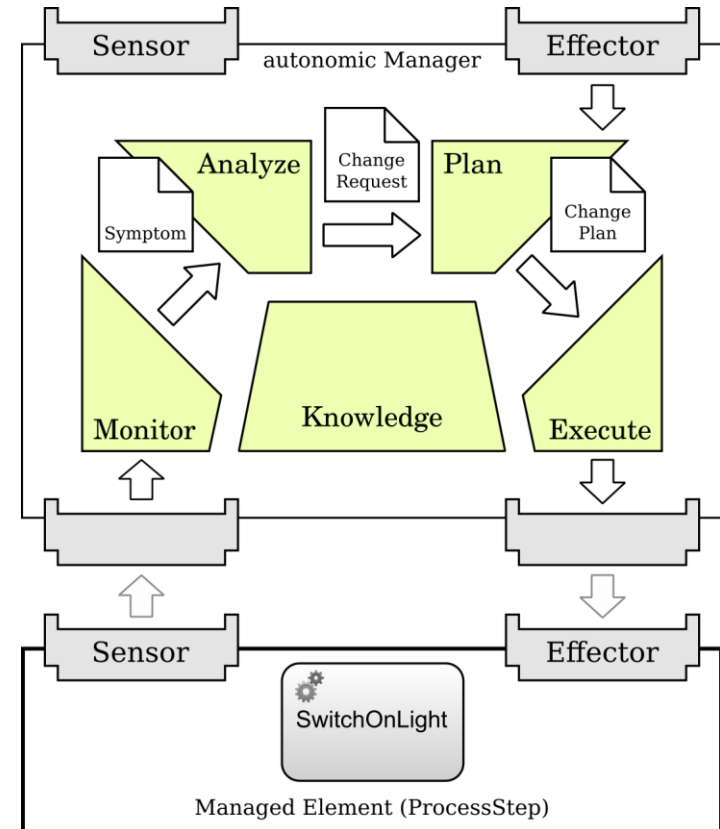 Sensor
Effector
autonomic Manager
Analyze
Change
Request
Plan
Symptom
Change
Plan
Monitor
Knowledge
Execute
Sensor
Effector
SwitchOnLight
Managed Element (ProcessStep)